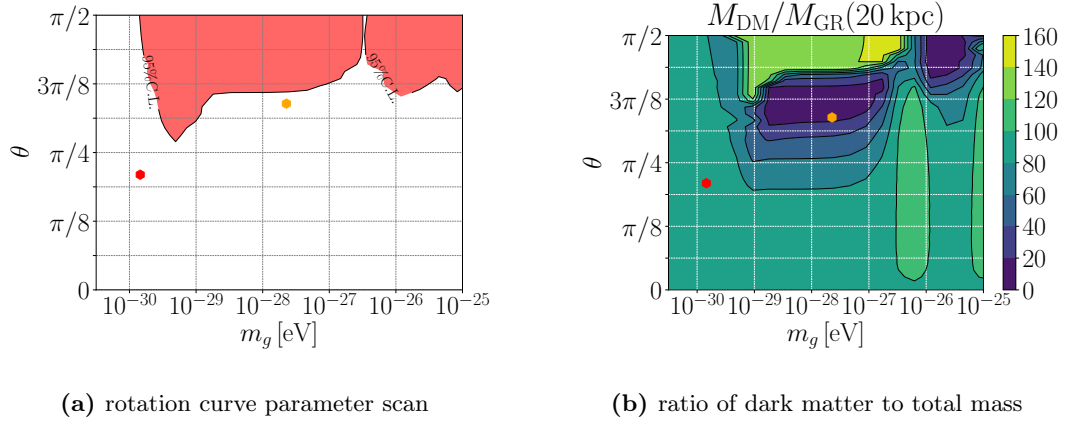 π/2
3π/8
π/4
π/8
0
θ
95%C.L.
95%C.L.
10⁻³⁰ 10⁻²⁹ 10⁻²⁸ 10⁻²⁷ 10⁻²⁶ 10⁻²⁵
m_g [eV]
(a) rotation curve parameter scan
M_DM/M_GR(20 kpc)
π/2
3π/8
π/4
π/8
0
θ
10⁻³⁰ 10⁻²⁹ 10⁻²⁸ 10⁻²⁷ 10⁻²⁶ 10⁻²⁵
m_g [eV]
160
140
120
100
80
60
40
20
0
(b) ratio of dark matter to total mass